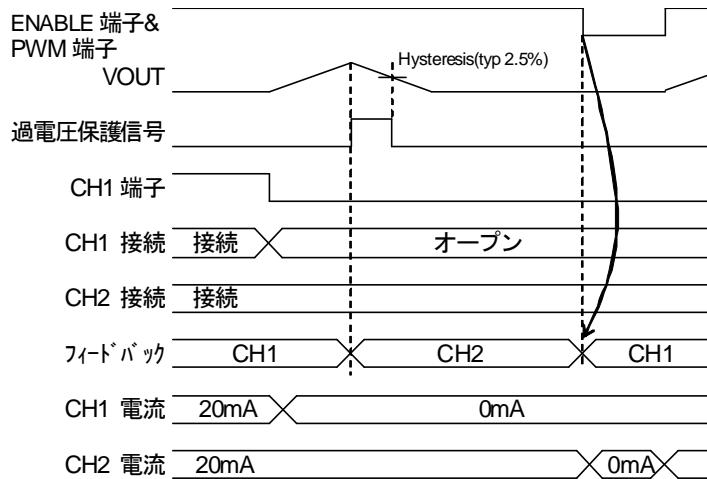 ENABLE 端子&
PWM 端子
VOUT
Hysteresis(typ 2.5%)
過電圧保護信号
CH1 端子
CH1 接続 接続 オープン
CH2 接続 接続
フィードバック CH1 CH2 CH1
CH1 電流 20mA 0mA
CH2 電流 20mA 0mA